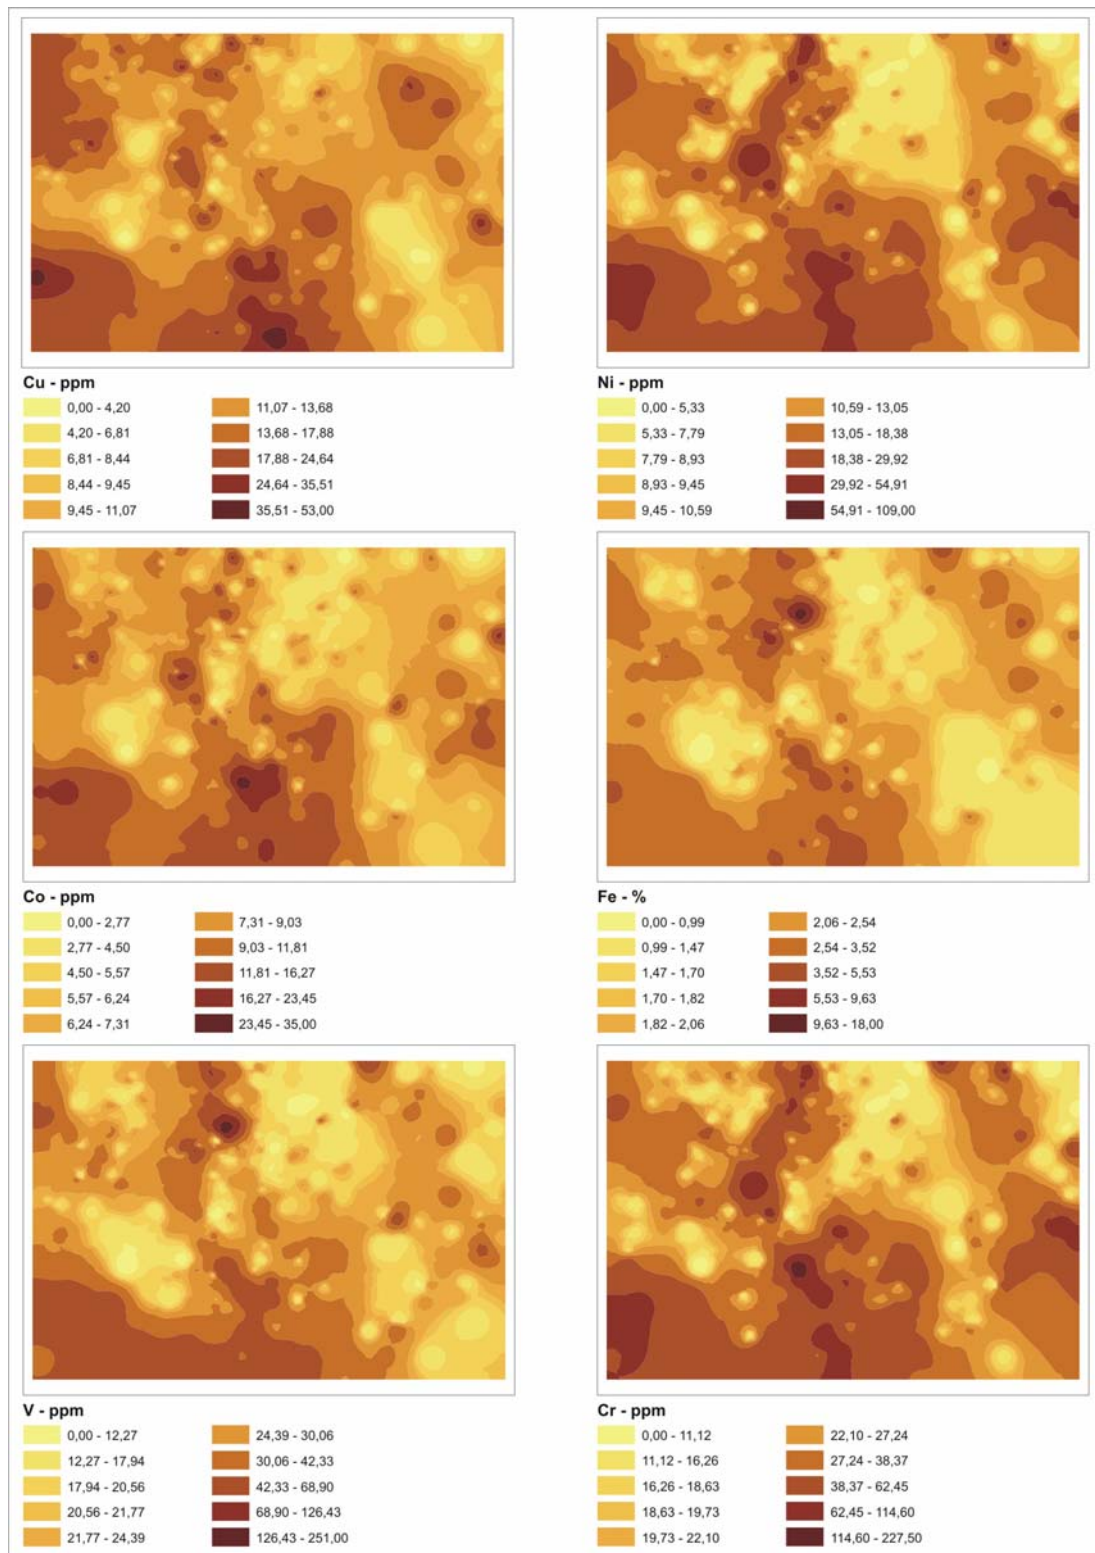 Cu - ppm
0,00 - 4,20
4,20 - 6,81
6,81 - 8,44
8,44 - 9,45
9,45 - 11,07
11,07 - 13,68
13,68 - 17,88
17,88 - 24,64
24,64 - 35,51
35,51 - 53,00
Ni - ppm
0,00 - 5,33
5,33 - 7,79
7,79 - 8,93
8,93 - 9,45
9,45 - 10,59
10,59 - 13,05
13,05 - 18,38
18,38 - 29,92
29,92 - 54,91
54,91 - 109,00
Co - ppm
0,00 - 2,77
2,77 - 4,50
4,50 - 5,57
5,57 - 6,24
6,24 - 7,31
7,31 - 9,03
9,03 - 11,81
11,81 - 16,27
16,27 - 23,45
23,45 - 35,00
Fe - %
0,00 - 0,99
0,99 - 1,47
1,47 - 1,70
1,70 - 1,82
1,82 - 2,06
2,06 - 2,54
2,54 - 3,52
3,52 - 5,53
5,53 - 9,63
9,63 - 18,00
V - ppm
0,00 - 12,27
12,27 - 17,94
17,94 - 20,56
20,56 - 21,77
21,77 - 24,39
24,39 - 30,06
30,06 - 42,33
42,33 - 68,90
68,90 - 126,43
126,43 - 251,00
Cr - ppm
0,00 - 11,12
11,12 - 16,26
16,26 - 18,63
18,63 - 19,73
19,73 - 22,10
22,10 - 27,24
27,24 - 38,37
38,37 - 62,45
62,45 - 114,60
114,60 - 227,50